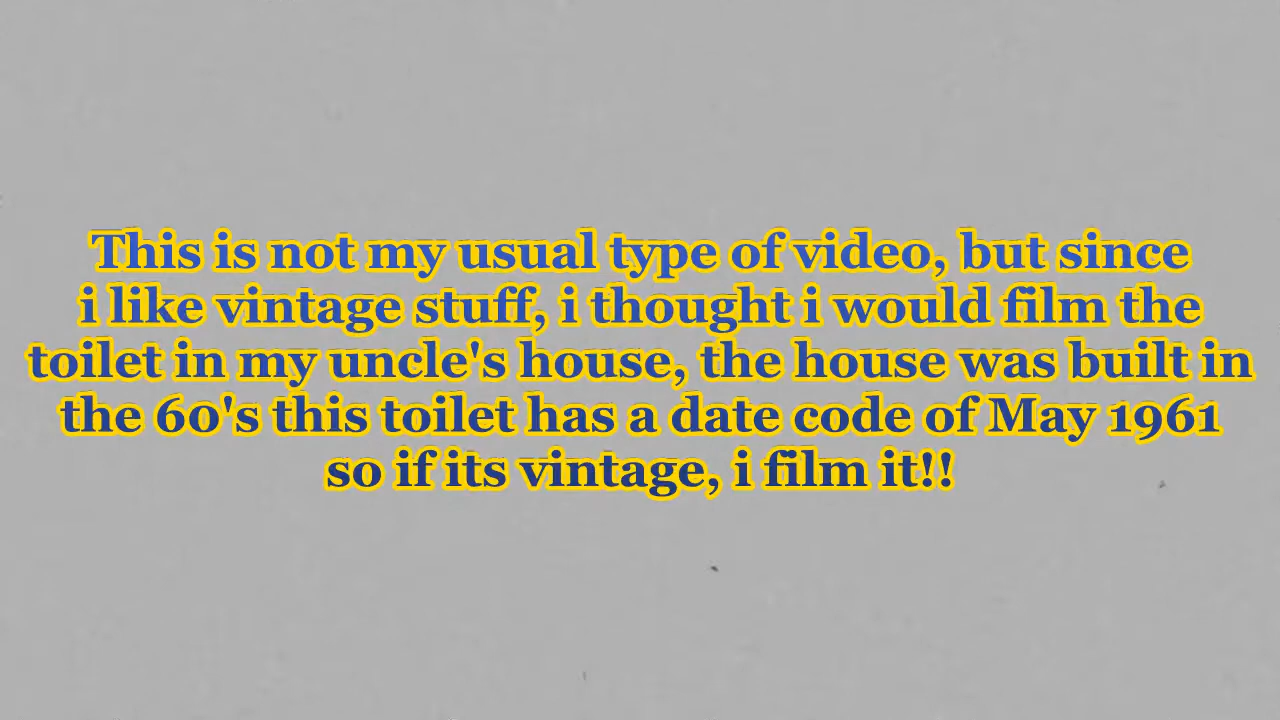 This is not my usual type of video, but since
i like vintage stuff, i thought i would film the
toilet in my uncle's house, the house was built in
the 60's this toilet has a date code of May 1961
so if its vintage, i film it!!